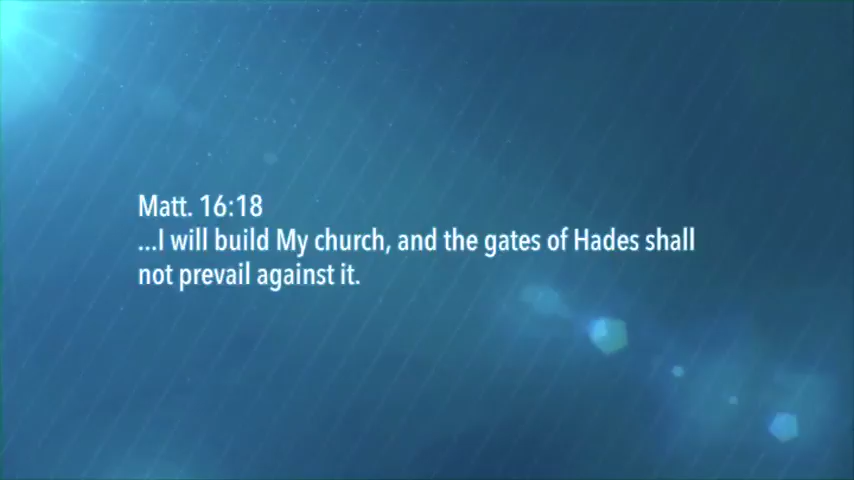 Matt. 16:18
...I will build My church, and the gates of Hades shall
not prevail against it.